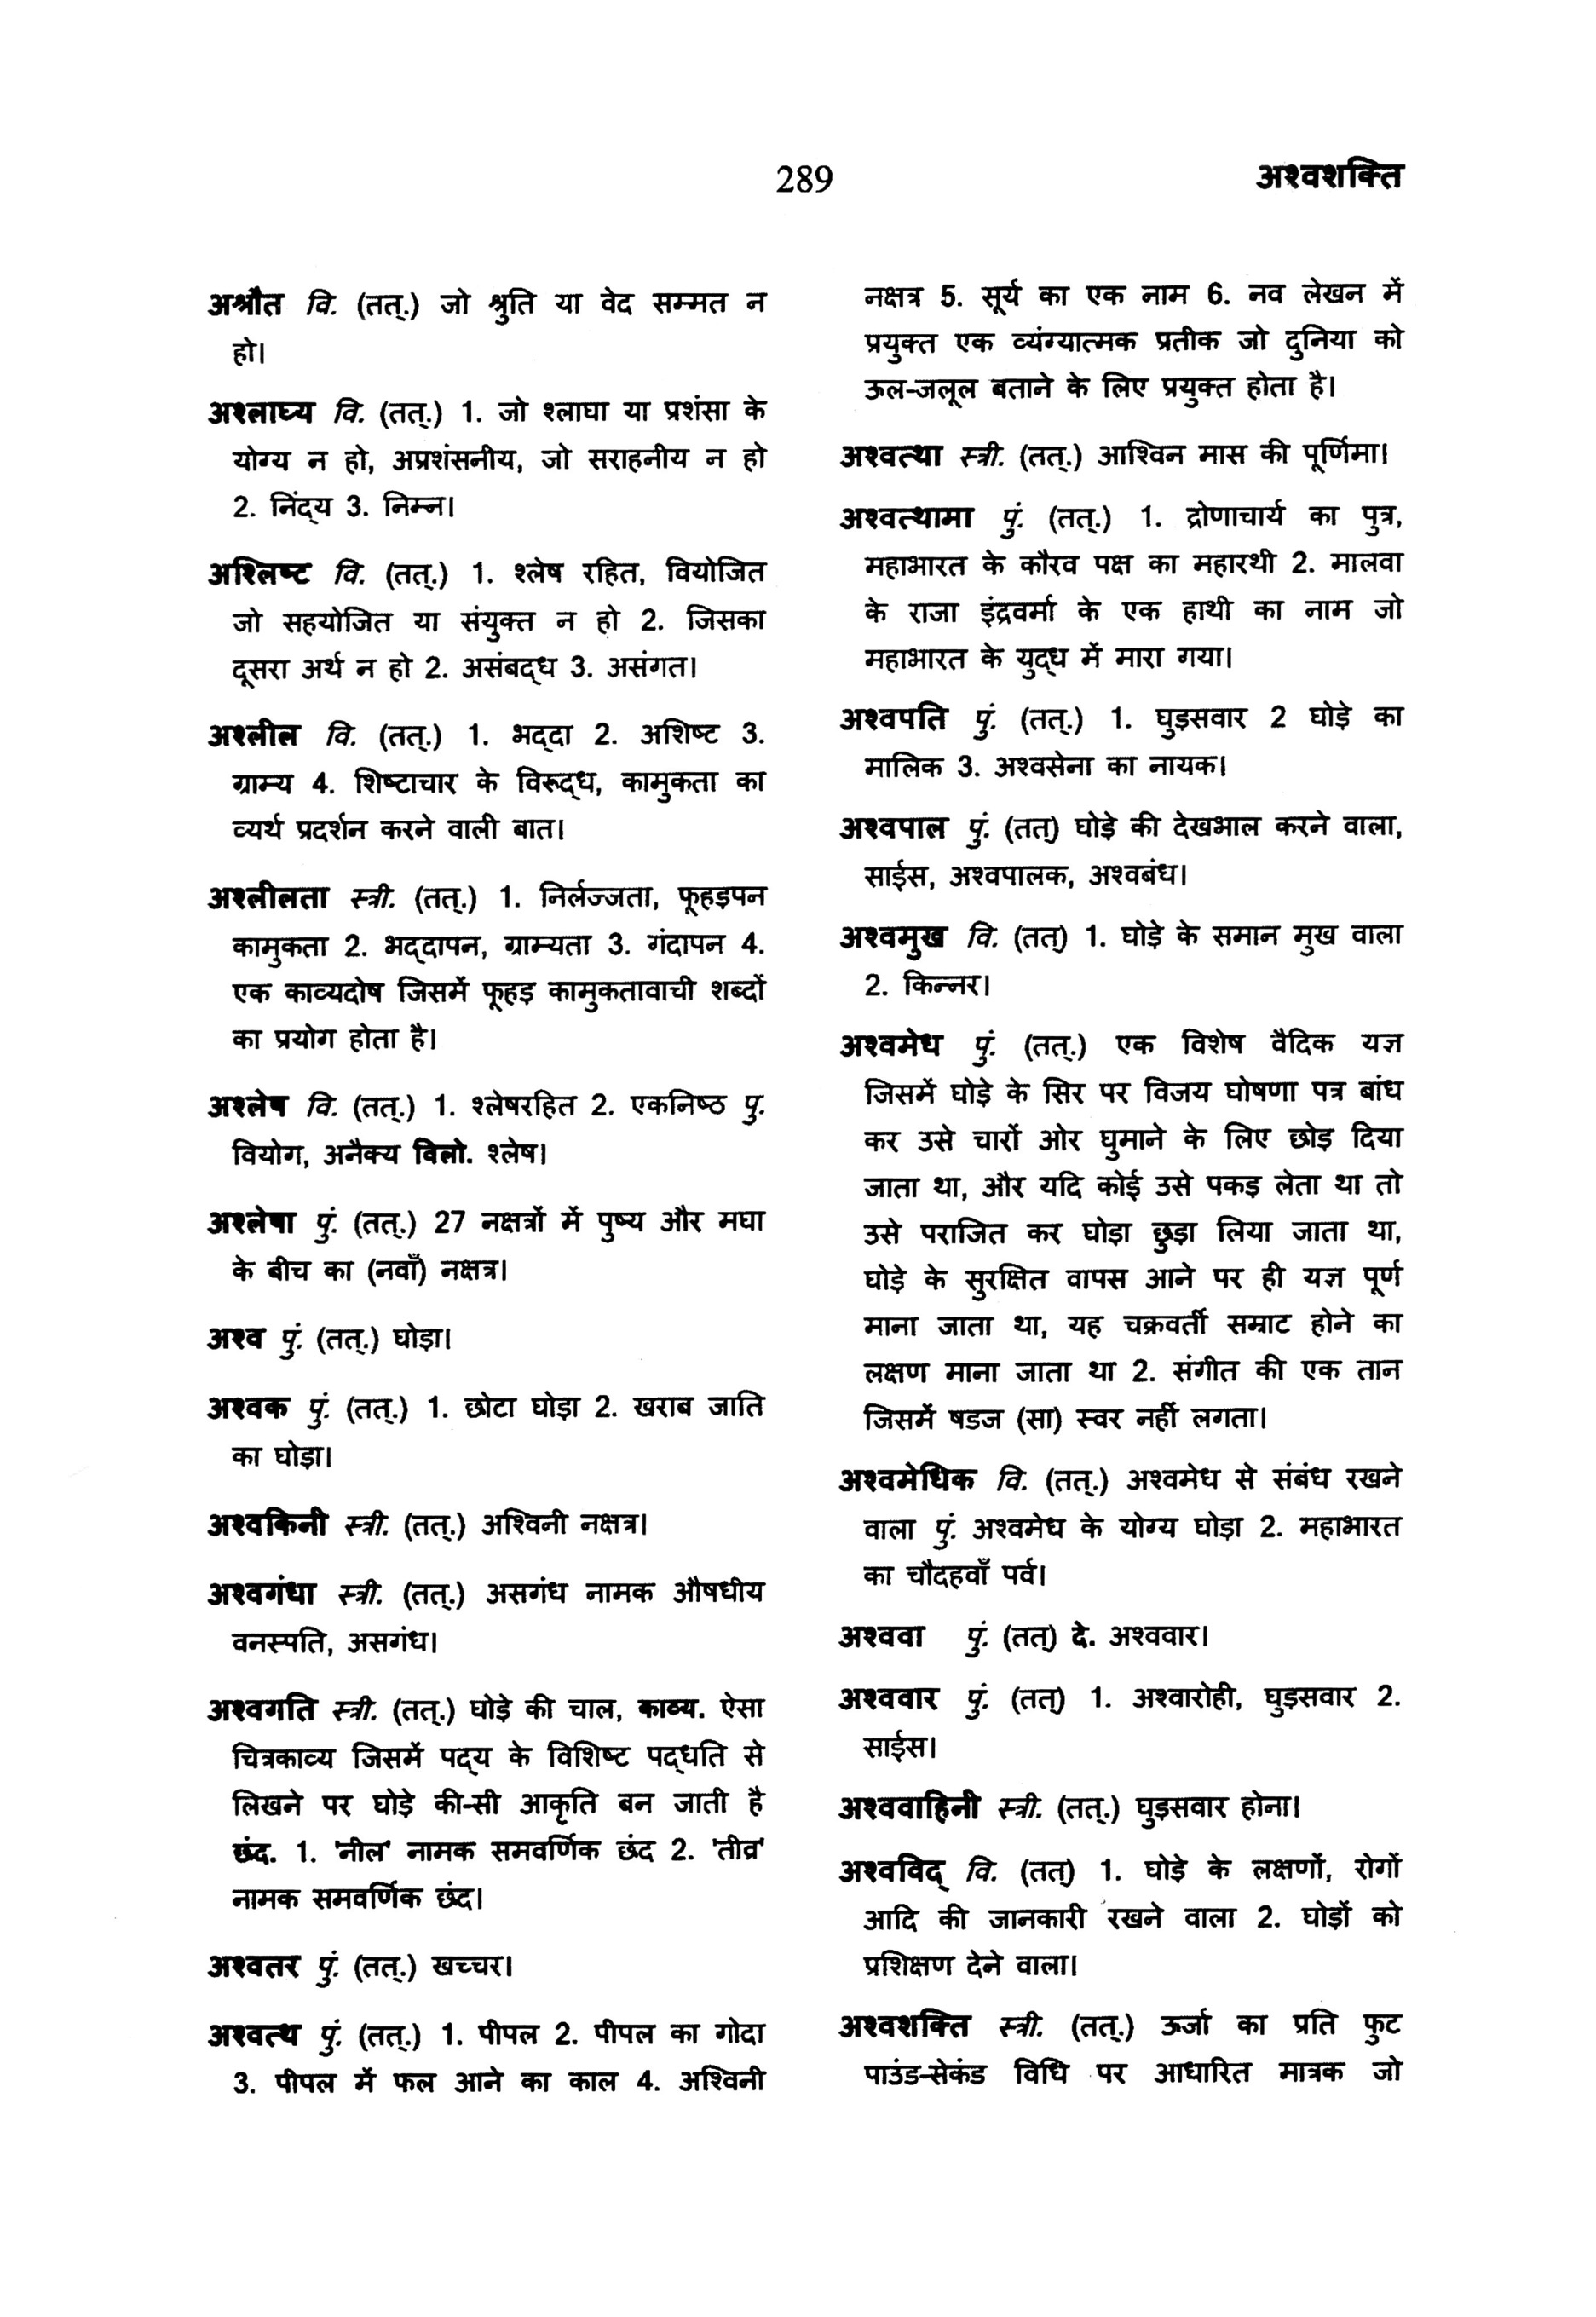 289
अश्वशक्ति
अश्रौत वि. (तत्.) जो श्रुति या वेद सम्मत न
हो।
अश्लाघ्य वि. (तत्.) 1. जो श्लाघा या प्रशंसा के
योग्य न हो, अप्रशंसनीय, जो सराहनीय न हो
2. निंद्य 3. निम्न।
अश्लिष्ट वि. (तत्.) 1. श्लेष रहित, वियोजित
जो सहयोजित या संयुक्त न हो 2. जिसका
दूसरा अर्थ न हो 2. असंबद्ध 3. असंगत।
अश्लील वि. (तत्.) 1. भद्दा 2. अशिष्ट 3.
ग्राम्य 4. शिष्टाचार के विरूद्ध, कामुकता का
व्यर्थ प्रदर्शन करने वाली बात।
अश्लीलता स्त्री. (तत्.) 1. निर्लज्जता, फूहड़पन
कामुकता 2. भद्दापन, ग्राम्यता 3. गंदापन 4.
एक काव्यदोष जिसमें फूहड़ कामुकतावाची शब्दों
का प्रयोग होता है।
अश्लेष वि. (तत्.) 1. श्लेषरहित 2. एकनिष्ठ पु.
वियोग, अनैक्य विलो. श्लेष।
अश्लेषा पुं. (तत्.) 27 नक्षत्रों में पुष्य और मघा
के बीच का (नवाँ) नक्षत्र।
अश्व पुं. (तत्.) घोड़ा।
अश्वक पुं. (तत्.) 1. छोटा घोड़ा 2. खराब जाति
का घोड़ा।
अश्वकिनी स्त्री. (तत्.) अश्विनी नक्षत्र।
अश्वगंधा स्त्री. (तत्.) असगंध नामक औषधीय
वनस्पति, असगंध।
अश्वगति स्त्री. (तत्.) घोड़े की चाल, काव्य. ऐसा
चित्रकाव्य जिसमें पद्य के विशिष्ट पद्धति से
लिखने पर घोड़े की-सी आकृति बन जाती है
छंद. 1. 'नील' नामक समवर्णिक छंद 2. 'तीव्र'
नामक समवर्णिक छंद।
अश्वतर पुं. (तत्.) खच्चर।
अश्वत्थ पुं. (तत्.) 1. पीपल 2. पीपल का गोदा
3. पीपल में फल आने का काल 4. अश्विनी
नक्षत्र 5. सूर्य का एक नाम 6. नव लेखन में
प्रयुक्त एक व्यंग्यात्मक प्रतीक जो दुनिया को
ऊल-जलूल बताने के लिए प्रयुक्त होता है।
अश्वत्था स्त्री. (तत्.) आश्विन मास की पूर्णिमा।
अश्वत्थामा पुं. (तत्.) 1. द्रोणाचार्य का पुत्र,
महाभारत के कौरव पक्ष का महारथी 2. मालवा
के राजा इंद्रवर्मा के एक हाथी का नाम जो
महाभारत के युद्ध में मारा गया।
अश्वपति पुं. (तत्.) 1. घुड़सवार 2 घोड़े का
मालिक 3. अश्वसेना का नायक।
अश्वपाल पुं. (तत्) घोड़े की देखभाल करने वाला,
साईस, अश्वपालक, अश्वबंध।
अश्वमुख वि. (तत्) 1. घोड़े के समान मुख वाला
2. किन्नर।
अश्वमेध पुं. (तत्.) एक विशेष वैदिक यज्ञ
जिसमें घोड़े के सिर पर विजय घोषणा पत्र बांध
कर उसे चारों ओर घुमाने के लिए छोड़ दिया
जाता था, और यदि कोई उसे पकड़ लेता था तो
उसे पराजित कर घोड़ा छुड़ा लिया जाता था,
घोड़े के सुरक्षित वापस आने पर ही यज्ञ पूर्ण
माना जाता था, यह चक्रवर्ती सम्राट होने का
लक्षण माना जाता था 2. संगीत की एक तान
जिसमें षडज (सा) स्वर नहीं लगता।
अश्वमेधिक वि. (तत्.) अश्वमेध से संबंध रखने
वाला पुं. अश्वमेध के योग्य घोड़ा 2. महाभारत
का चौदहवाँ पर्व।
अश्ववा पुं. (तत्) दे. अश्ववार।
अश्ववार पुं. (तत्) 1. अश्वारोही, घुड़सवार 2.
साईस।
अश्ववाहिनी स्त्री. (तत्.) घुड़सवार होना।
अश्वविद् वि. (तत्) 1. घोड़े के लक्षणों, रोगों
आदि की जानकारी रखने वाला 2. घोड़ों को
प्रशिक्षण देने वाला।
अश्वशक्ति स्त्री. (तत्.) ऊर्जा का प्रति फुट
पाउंड-सेकंड विधि पर आधारित मात्रक जो